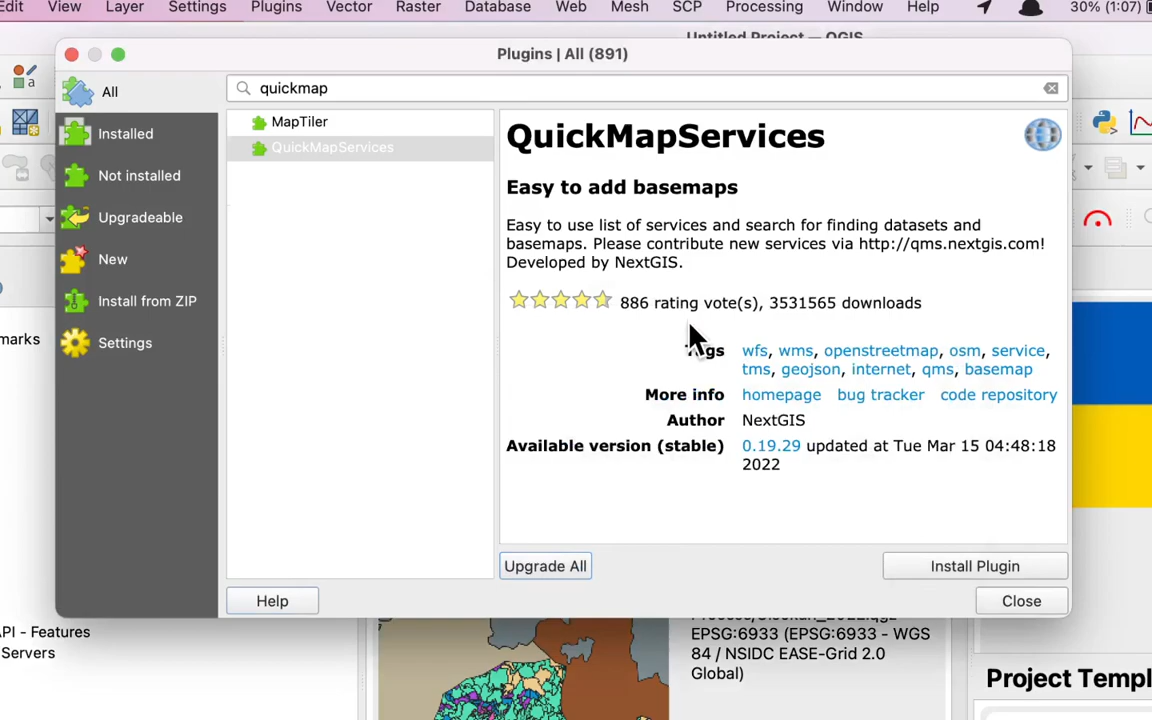 Edit View Layer Settings Plugins Vector Raster Database Web Mesh SCP Processing Window Help 30% (1:07)
Untitled Project — QGIS
Plugins | All (891)
All
quickmap
Installed
Not installed
Upgradeable
New
Install from ZIP
Settings
MapTiler
QuickMapServices
QuickMapServices
Easy to add basemaps
Easy to use list of services and search for finding datasets and
basemaps. Please contribute new services via http://qms.nextgis.com!
Developed by NextGIS.
886 rating vote(s), 3531565 downloads
Tags wfs, wms, openstreetmap, osm, service,
tms, geojson, internet, qms, basemap
More info homepage bug tracker code repository
Author NextGIS
Available version (stable) 0.19.29 updated at Tue Mar 15 04:48:18
2022
Upgrade All
Install Plugin
Help
Close
marks
PI - Features
Servers
EPSG:6933 (EPSG:6933 - WGS
84 / NSIDC EASE-Grid 2.0
Global)
Project Templ